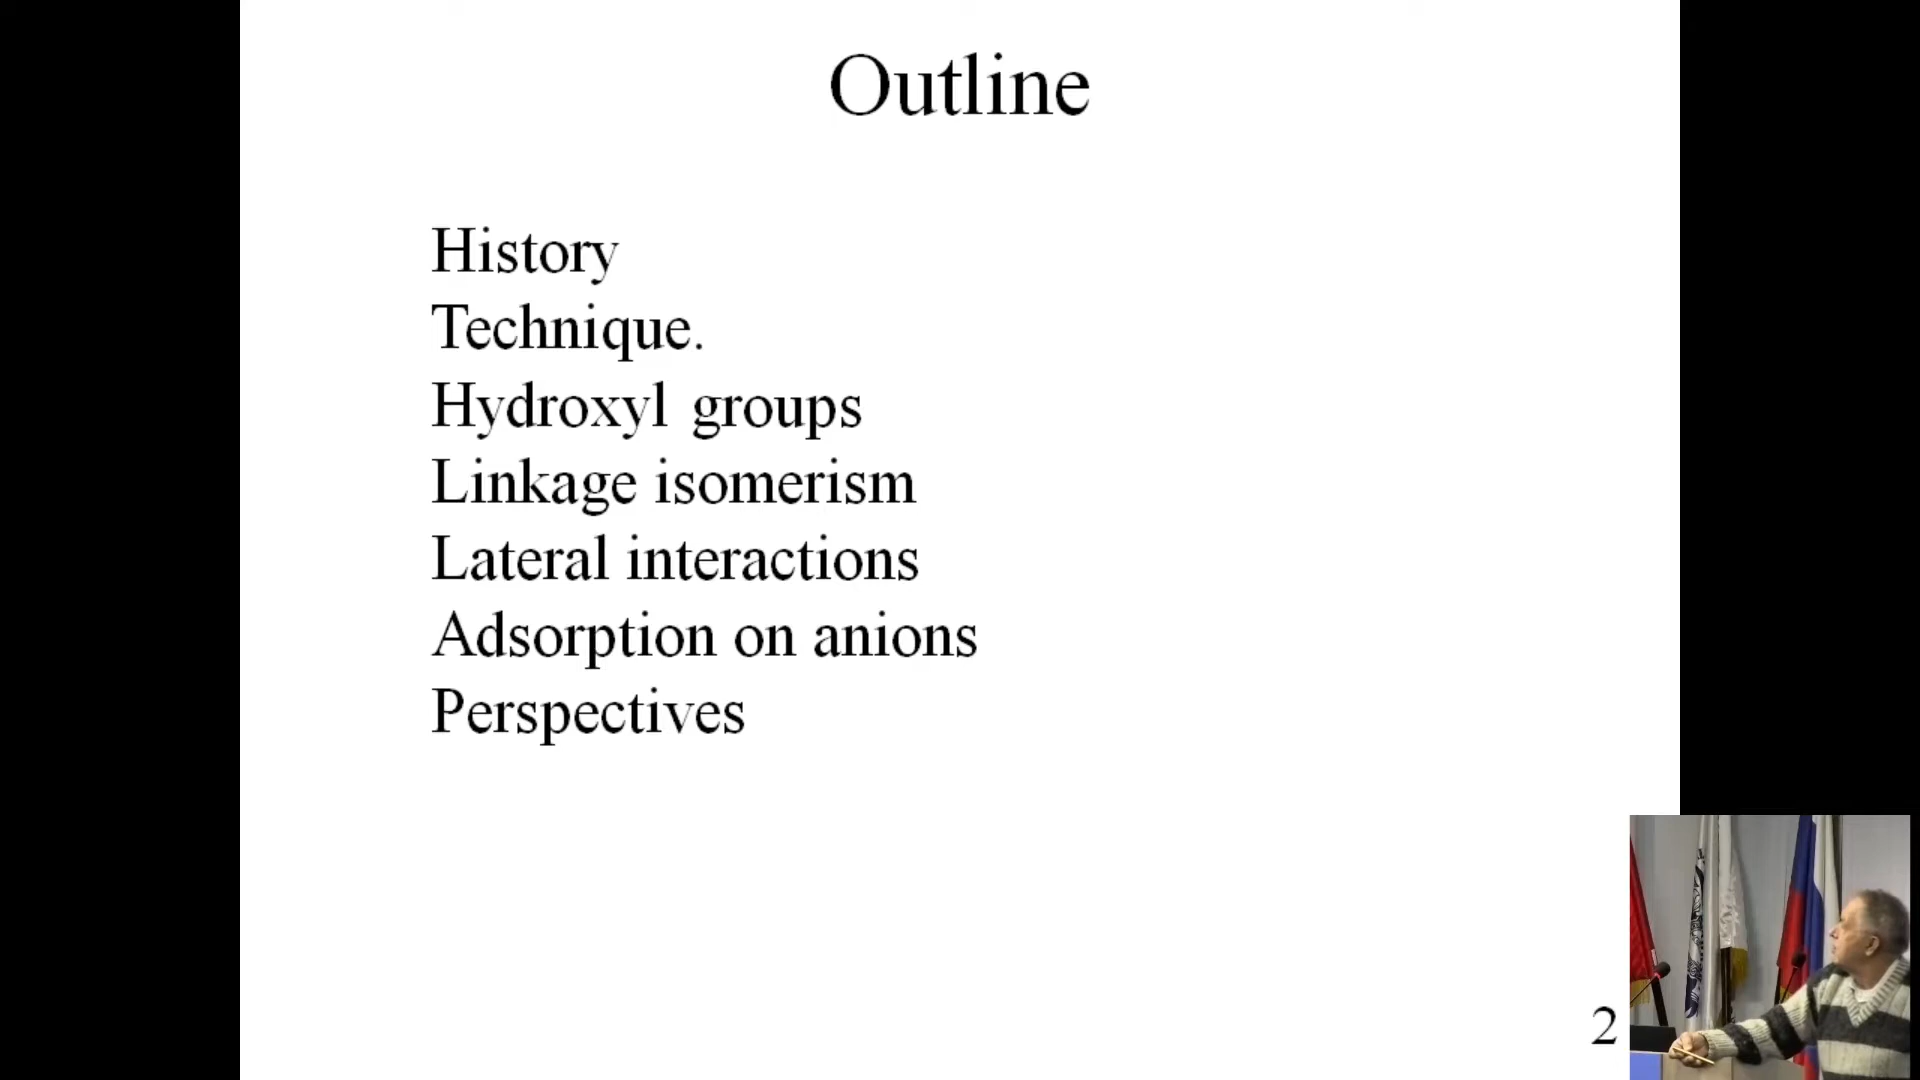 Outline
History
Technique.
Hydroxyl groups
Linkage isomerism
Lateral interactions
Adsorption on anions
Perspectives
2